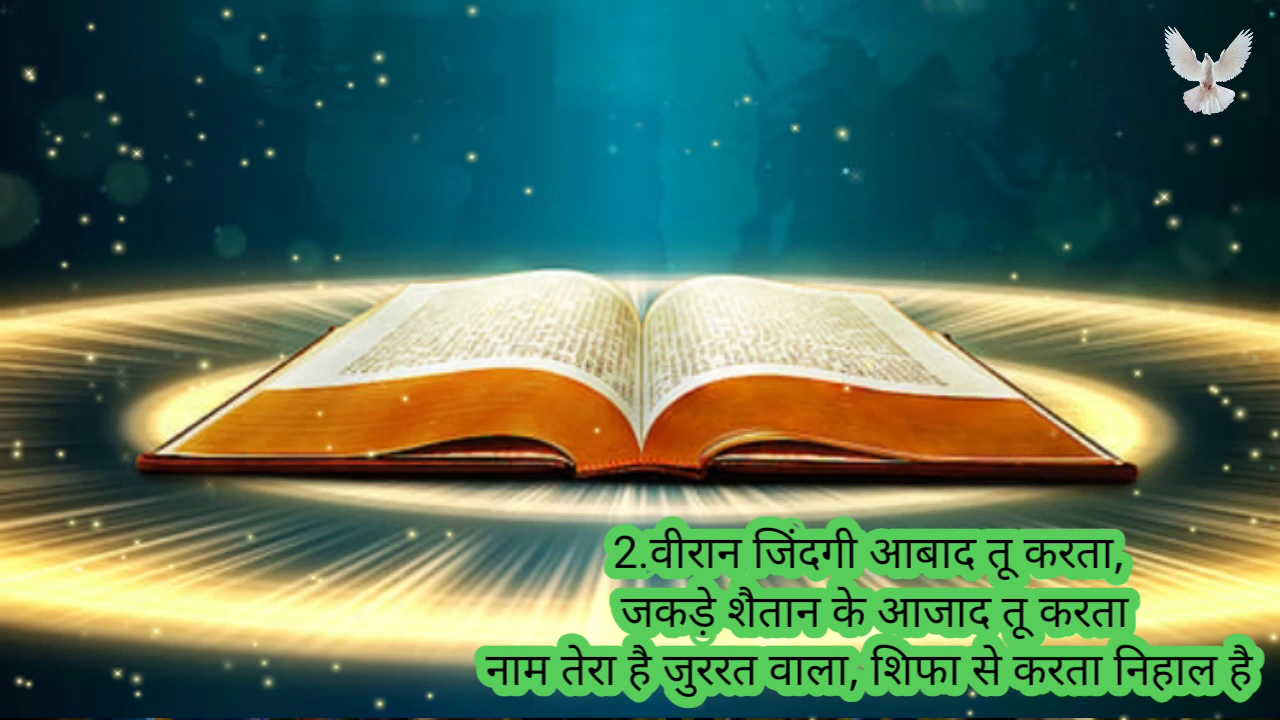 2.वीरान जिंदगी आबाद तू करता,
जकड़े शैतान के आजाद तू करता
नाम तेरा है जुररत वाला, शिफा से करता निहाल है